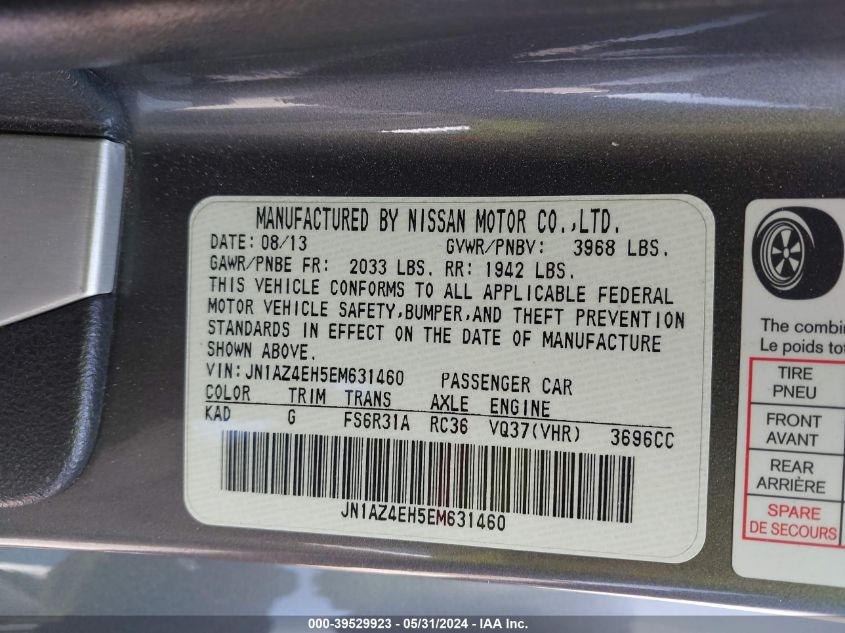 MANUFACTURED BY NISSAN MOTOR CO.,LTD.
DATE: 08/13 GVWR/PNBV: 3968 LBS.
GAWR/PNBE FR: 2033 LBS. RR: 1942 LBS.
THIS VEHICLE CONFORMS TO ALL APPLICABLE FEDERAL
MOTOR VEHICLE SAFETY,BUMPER,AND THEFT PREVENTION
STANDARDS IN EFFECT ON THE DATE OF MANUFACTURE
SHOWN ABOVE.
VIN:JN1AZ4EH5EM631460 PASSENGER CAR
COLOR TRIM TRANS AXLE ENGINE
KAD G FS6R31A RC36 VQ37(VHR) 3696CC
JN1AZ4EH5EM631460
The combin
Le poids tot
TIRE
PNEU
FRONT
AVANT
REAR
ARRIÈRE
SPARE
DE SECOURS
000-39529923 - 05/31/2024 - IAA Inc.